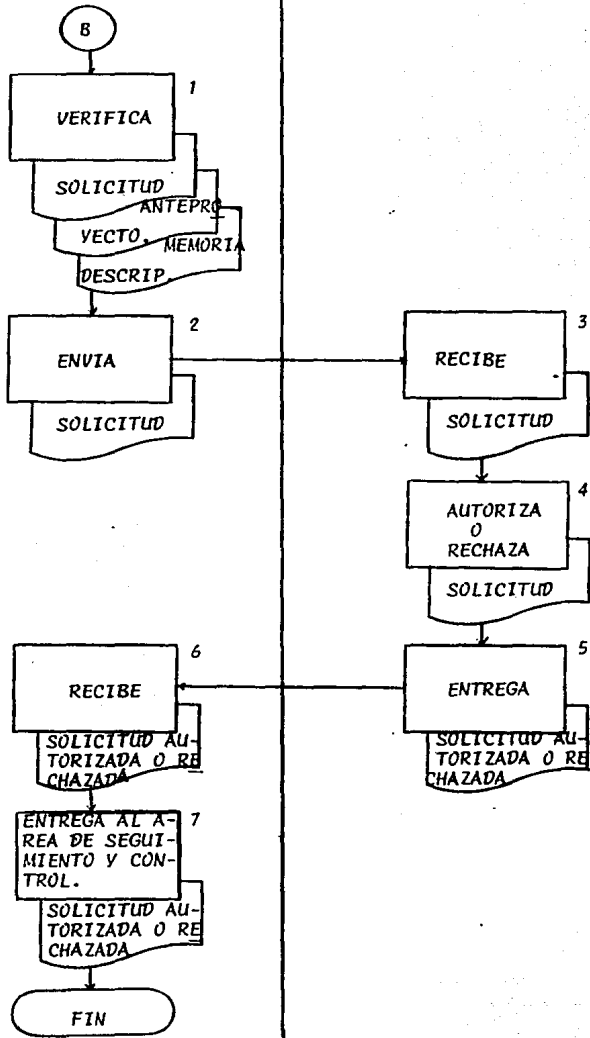 B
1
VERIFICA
SOLICITUD
ANTEPRO
YECTO.
MEMORIA
DESCRIP.
2
ENVIA
SOLICITUD
3
RECIBE
SOLICITUD
4
AUTORIZA
O
RECHAZA
SOLICITUD
5
ENTREGA
SOLICITUD AU-
TORIZADA O RE
CHAZADA
6
RECIBE
SOLICITUD AU-
TORIZADA O RE
CHAZADA
7
ENTREGA AL A-
REA DE SEGUI-
MIENTO Y CON-
TROL.
SOLICITUD AU-
TORIZADA O RE
CHAZADA
FIN